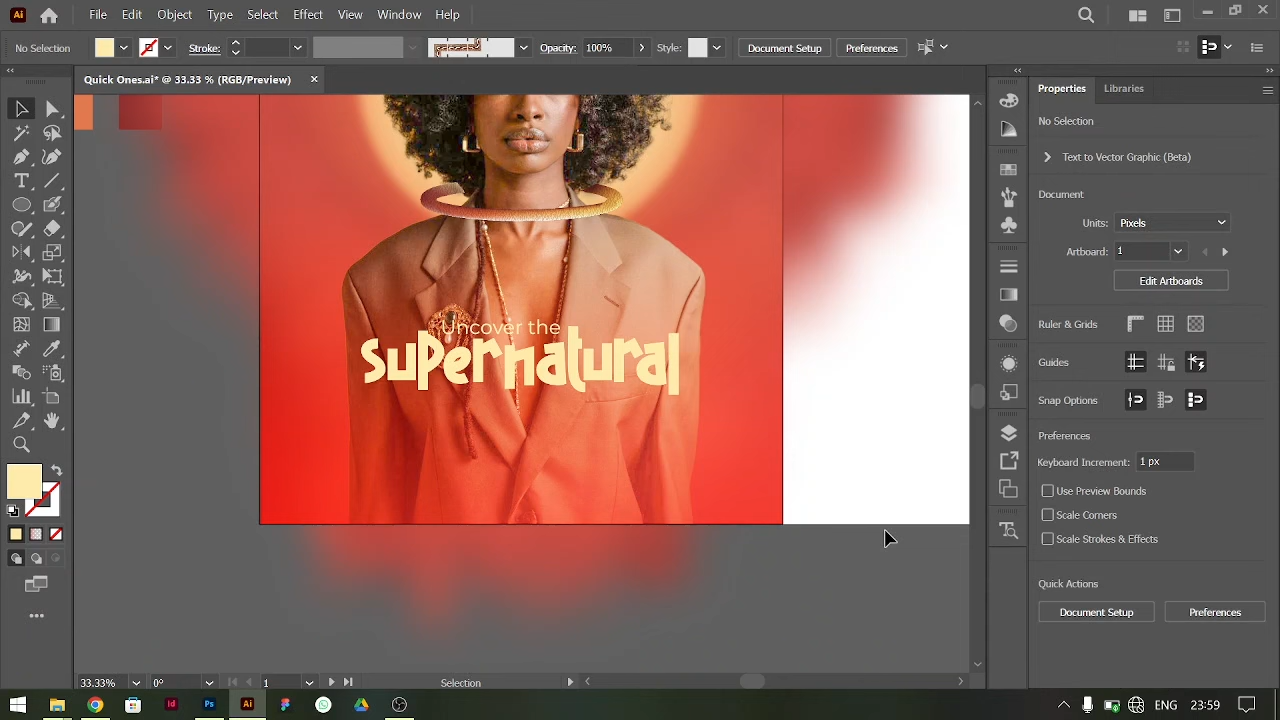 Ai
File Edit Object Type Select Effect View Window Help
No Selection
Stroke:
Opacity: 100%
Style:
Document Setup
Preferences
Quick Ones.ai* @ 33.33 % (RGB/Preview)
Properties
Libraries
No Selection
Text to Vector Graphic (Beta)
Document
Units: Pixels
Artboard: 1
Edit Artboards
Ruler & Grids
Guides
Snap Options
Preferences
Keyboard Increment: 1 px
Use Preview Bounds
Scale Corners
Scale Strokes & Effects
Quick Actions
Document Setup
Preferences
Uncover the
supernatural
33.33%
0°
1
Selection
Id
Ps
Ai
ENG
23:59